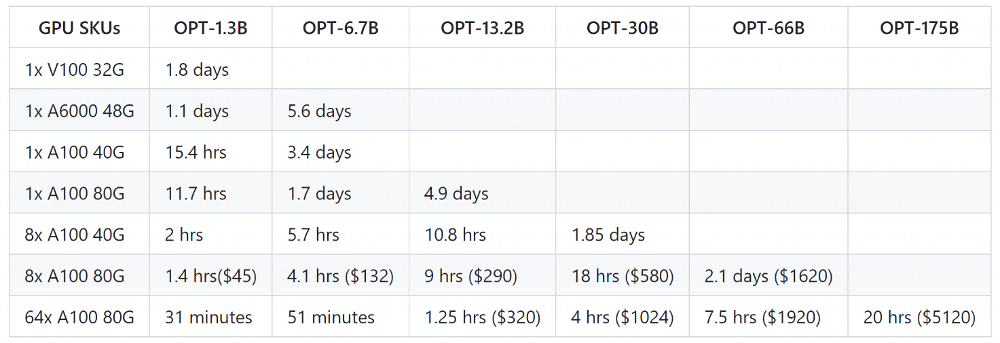 GPU SKUs OPT-1.3B OPT-6.7B OPT-13.2B OPT-30B OPT-66B OPT-175B
1x V100 32G 1.8 days
1x A6000 48G 1.1 days 5.6 days
1x A100 40G 15.4 hrs 3.4 days
1x A100 80G 11.7 hrs 1.7 days 4.9 days
8x A100 40G 2 hrs 5.7 hrs 10.8 hrs 1.85 days
8x A100 80G 1.4 hrs($45) 4.1 hrs ($132) 9 hrs ($290) 18 hrs ($580) 2.1 days ($1620)
64x A100 80G 31 minutes 51 minutes 1.25 hrs ($320) 4 hrs ($1024) 7.5 hrs ($1920) 20 hrs ($5120)